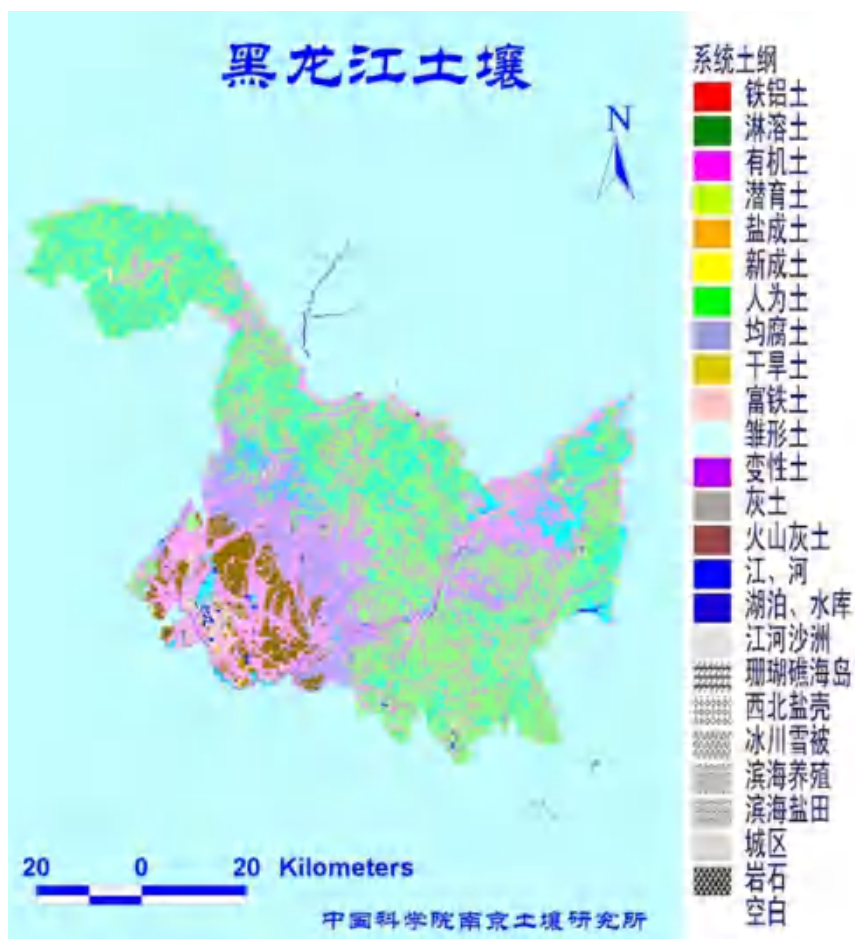 黑龙江土壤
N
系统土纲
铁铝土
淋溶土
有机土
潜育土
盐成土
新成土
人为土
均腐土
干旱土
富铁土
雏形土
变性土
灰土
火山灰土
江、河
湖泊、水库
江河沙洲
珊瑚礁海岛
西北盐壳
冰川雪被
滨海养殖
滨海盐田
城区
岩石
空白
20 0 20 Kilometers
中国科学院南京土壤研究所